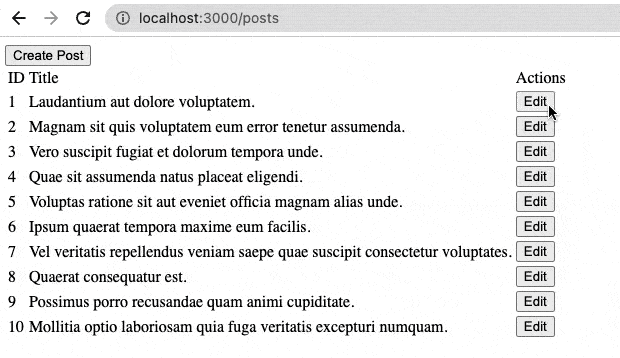 localhost:3000/posts
Create Post
ID Title Actions
1 Laudantium aut dolore voluptatem. Edit
2 Magnam sit quis voluptatem eum error tenetur assumenda. Edit
3 Vero suscipit fugiat et dolorum tempora unde. Edit
4 Quae sit assumenda natus placeat eligendi. Edit
5 Voluptas ratione sit aut eveniet officia magnam alias unde. Edit
6 Ipsum quaerat tempora maxime eum facilis. Edit
7 Vel veritatis repellendus veniam saepe quae suscipit consectetur voluptates. Edit
8 Quaerat consequatur est. Edit
9 Possimus porro recusandae quam animi cupiditate. Edit
10 Mollitia optio laboriosam quia fuga veritatis excepturi numquam. Edit